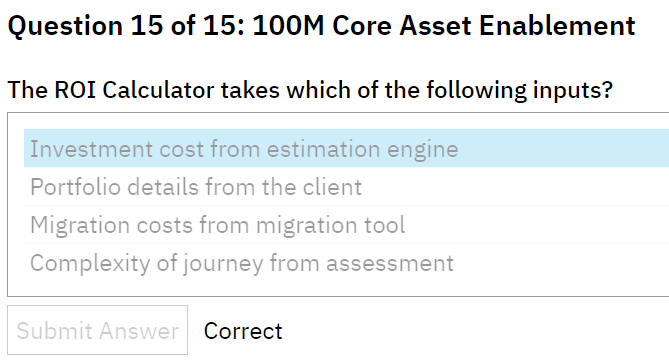 Question 15 of 15: 100M Core Asset Enablement
The ROI Calculator takes which of the following inputs?
Investment cost from estimation engine
Portfolio details from the client
Migration costs from migration tool
Complexity of journey from assessment
Submit Answer Correct